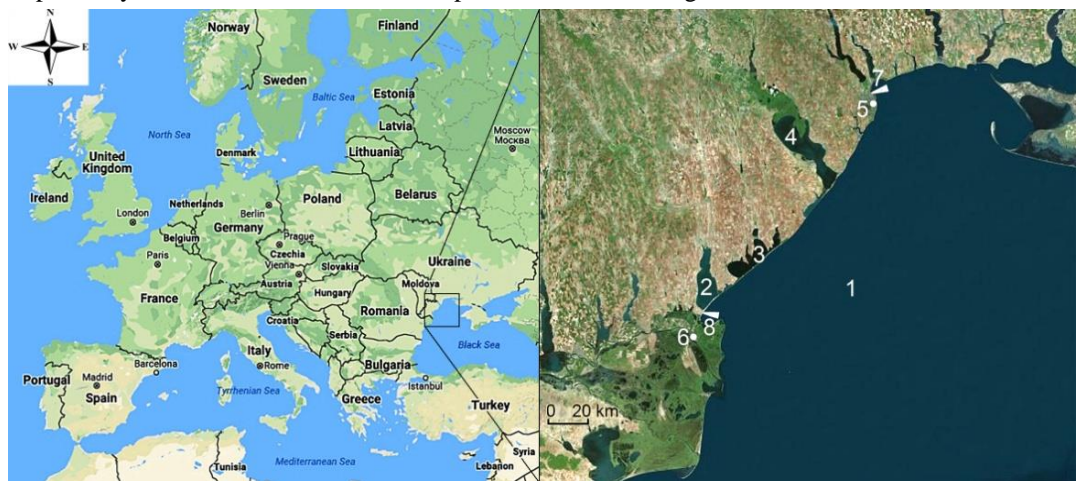 N
W E
S
Norway
Finland
Sweden
Estonia
Baltic Sea
Latvia
Moscow
Москва
North Sea
Lithuania
Denmark
United
Kingdom
Ireland
Belarus
London
Netherlands
Berlin
Poland
Germany
Belgium
Prague
Czechia
Paris
Ukraine
Vienna
Slovakia
Austria
Moldova
Hungary
France
Romania
Croatia
Serbia
Italy
Black Sea
Bulgaria
Barcelona
Rome
Istanbul
Portugal
Madrid
Spain
Tyrrhenian Sea
Greece
Turkey
Syria
Tunisia
Mediterranean Sea
Lebanon
7
5
4
3
2
1
8
6
0 20 km